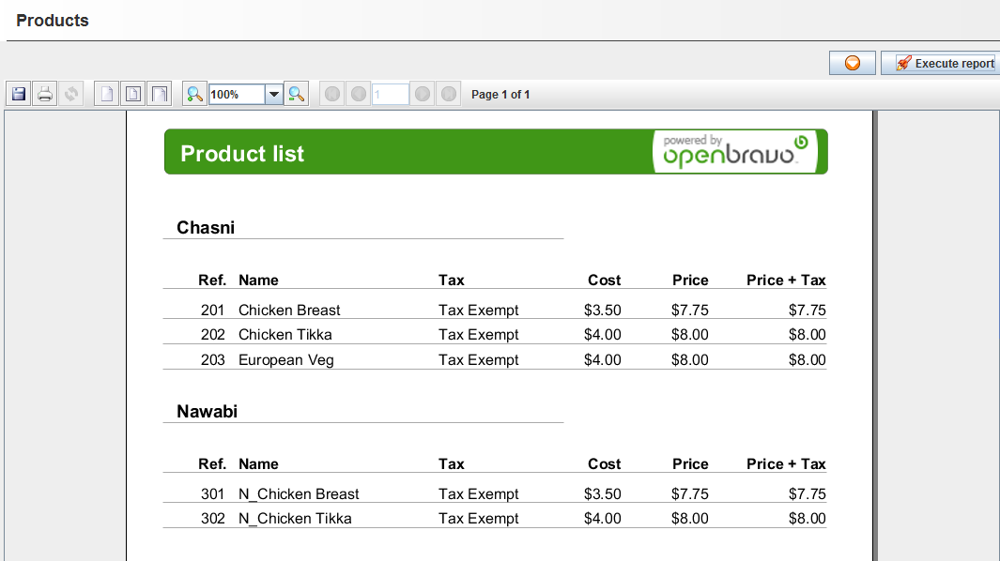 Products
Execute report
100% 1 Page 1 of 1
Product list powered by openbravo
Chasni
Ref. Name Tax Cost Price Price + Tax
201 Chicken Breast Tax Exempt $3.50 $7.75 $7.75
202 Chicken Tikka Tax Exempt $4.00 $8.00 $8.00
203 European Veg Tax Exempt $4.00 $8.00 $8.00
Nawabi
Ref. Name Tax Cost Price Price + Tax
301 N_Chicken Breast Tax Exempt $3.50 $7.75 $7.75
302 N_Chicken Tikka Tax Exempt $4.00 $8.00 $8.00